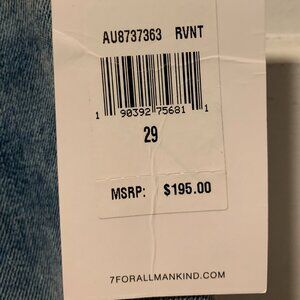 AU8737363 RVNT
1 90392 75681 1
29
MSRP: $195.00
7FORALLMANKIND.COM